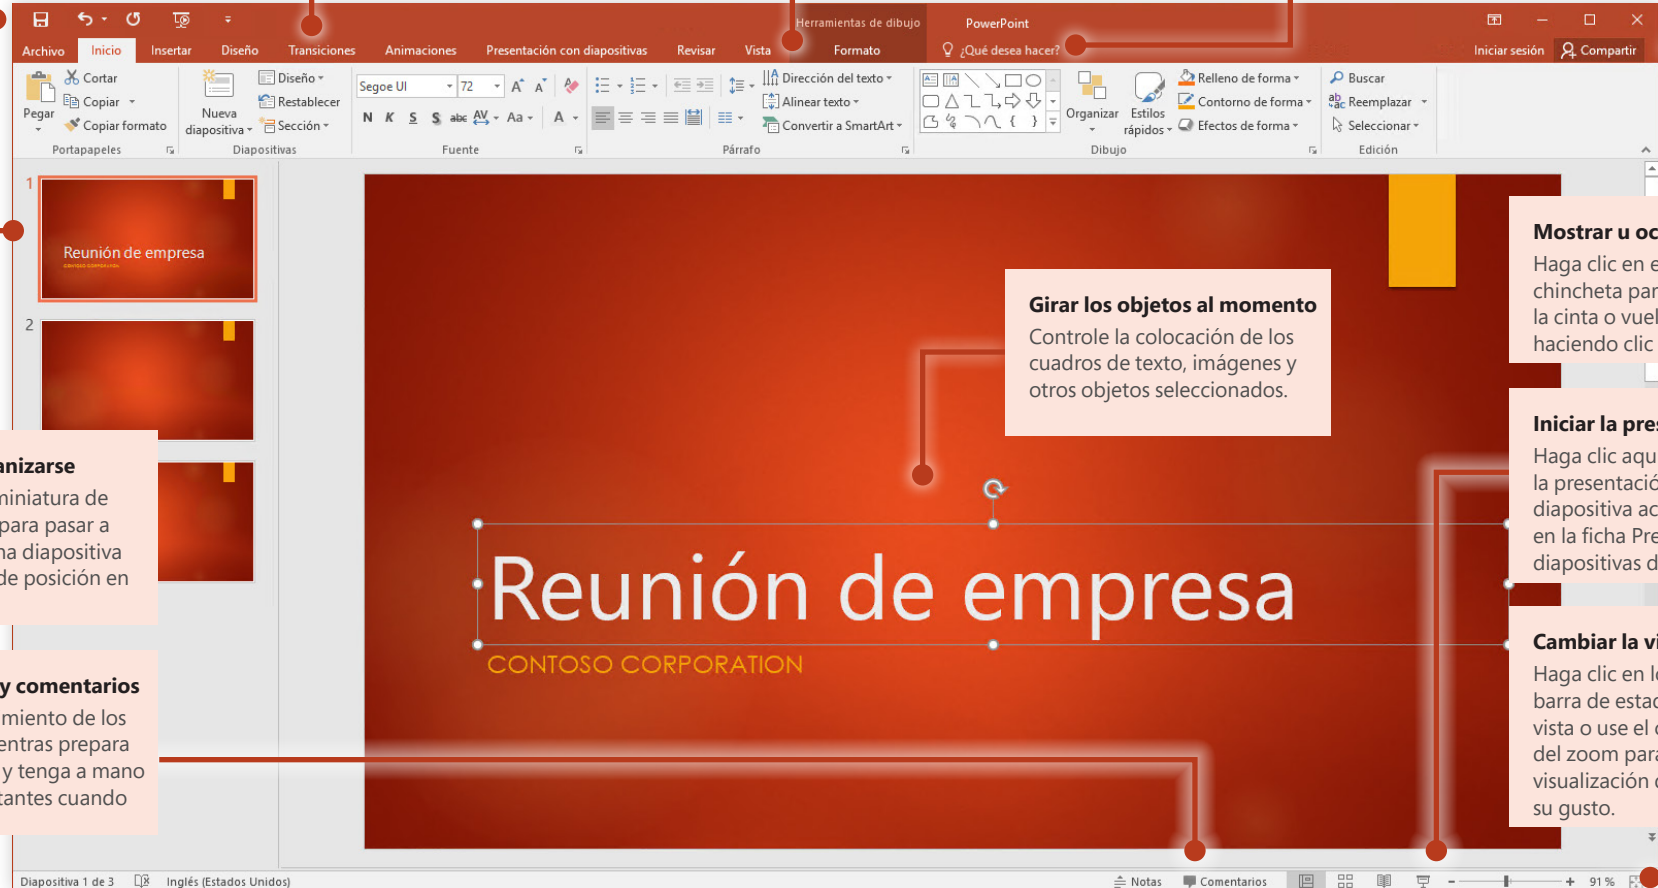 Herramientas de dibujo
PowerPoint
Archivo Inicio Insertar Diseño Transiciones Animaciones Presentación con diapositivas Revisar Vista Formato ¿Qué desea hacer? Iniciar sesión Compartir
Pegar
Cortar
Copiar
Copiar formato
Portapapeles
Nueva
diapositiva
Diseño
Restablecer
Sección
Diapositivas
Segoe UI 72 A A
N K S S abc AV Aa A
Fuente
Dirección del texto
Alinear texto
Convertir a SmartArt
Párrafo
Organizar
Estilos
rápidos
Relleno de forma
Contorno de forma
Efectos de forma
Dibujo
Buscar
Reemplazar
Seleccionar
Edición
1
Reunión de empresa
CONTOSO CORPORATION
2
anizarse
miniatura de
para pasar a
na diapositiva
de posición en
y comentarios
miento de los
entras prepara
y tenga a mano
tantes cuando
Girar los objetos al momento
Controle la colocación de los
cuadros de texto, imágenes y
otros objetos seleccionados.
Reunión de empresa
CONTOSO CORPORATION
Mostrar u oc
Haga clic en e
chincheta par
la cinta o vuel
haciendo clic
Iniciar la pres
Haga clic aqu
la presentació
diapositiva ac
en la ficha Pre
diapositivas d
Cambiar la vi
Haga clic en lo
barra de estad
vista o use el c
del zoom para
visualización d
su gusto.
Diapositiva 1 de 3 Inglés (Estados Unidos) Notas Comentarios - + 91 %